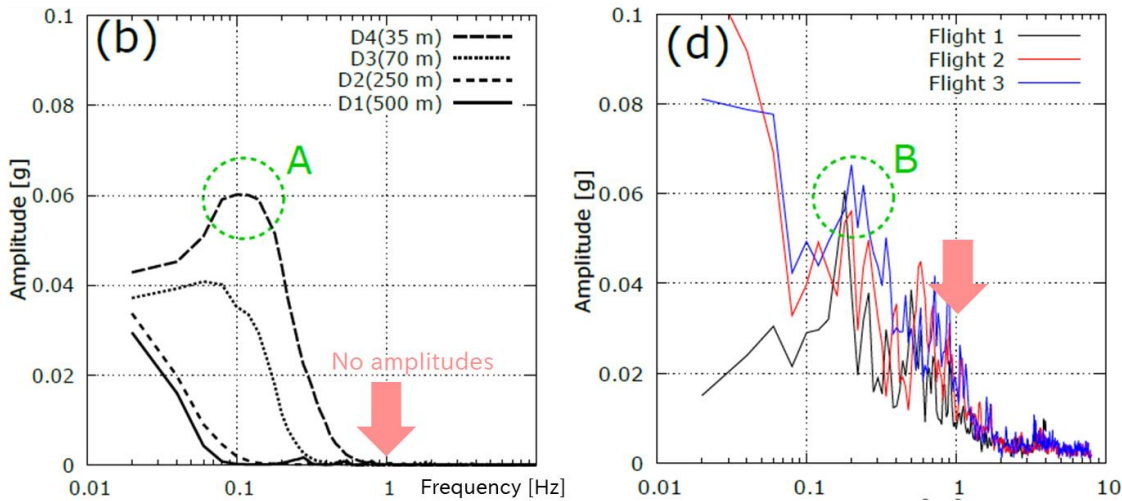 0.1
(b)
D4(35 m)
D3(70 m)
D2(250 m)
D1(500 m)
A
No amplitudes
0.08
0.06
0.04
0.02
0
Amplitude [g]
0.01
0.1
1
Frequency [Hz]
0.1
(d)
Flight 1
Flight 2
Flight 3
B
0.08
0.06
0.04
0.02
0
Amplitude [g]
0.01
0.1
1
10